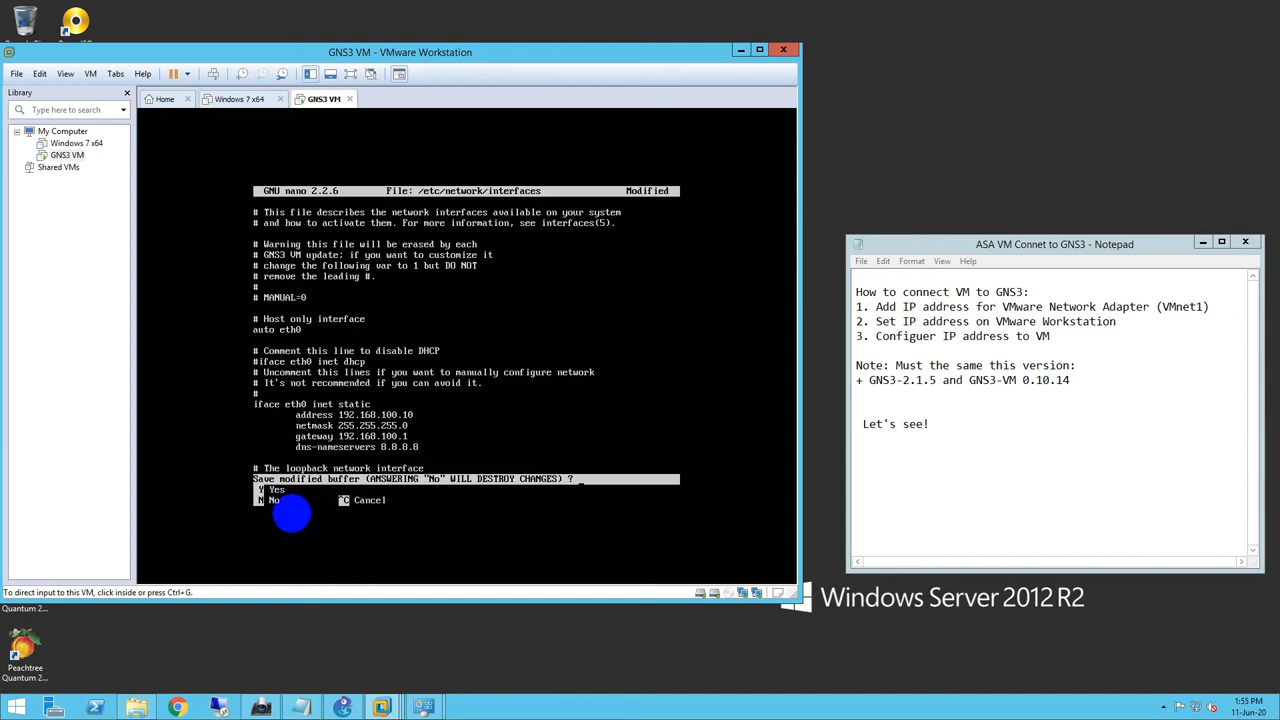 GNS3 VM - VMware Workstation
File Edit View VM Tabs Help
Library
Type here to search
My Computer
Windows 7 x64
GNS3 VM
Shared VMs
Home
Windows 7 x64
GNS3 VM
GNU nano 2.2.6 File: /etc/network/interfaces Modified
# This file describes the network interfaces available on your system
# and how to activate them. For more information, see interfaces(5).
# Warning this file will be erased by each
# GNS3 VM update; if you want to customize it
# change the following var to 1 but DO NOT
# remove the leading #.
#
# MANUAL=0
# Host only interface
auto eth0
# Comment this line to disable DHCP
#iface eth0 inet dhcp
# Uncomment this lines if you want to manually configure network
# It's not recommended if you can avoid it.
#
iface eth0 inet static
address 192.168.100.10
netmask 255.255.255.0
gateway 192.168.100.1
dns-nameservers 8.8.8.8
# The loopback network interface
Save modified buffer (ANSWERING "No" WILL DESTROY CHANGES) ? _
Y Yes
N No ^C Cancel
To direct input to this VM, click inside or press Ctrl+G.
ASA VM Connet to GNS3 - Notepad
File Edit Format View Help
How to connect VM to GNS3:
1. Add IP address for VMware Network Adapter (VMnet1)
2. Set IP address on VMware Workstation
3. Configuer IP address to VM
Note: Must the same this version:
+ GNS3-2.1.5 and GNS3-VM 0.10.14
Let's see!
Windows Server 2012 R2
Quantum 2...
Peachtree
Quantum 2...
1:55 PM
11-Jun-20